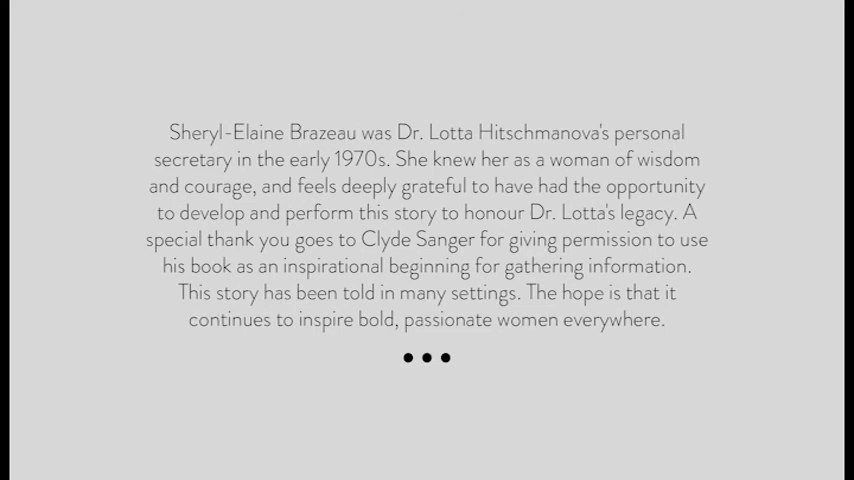 Sheryl-Elaine Brazeau was Dr. Lotta Hitschmanova's personal
secretary in the early 1970s. She knew her as a woman of wisdom
and courage, and feels deeply grateful to have had the opportunity
to develop and perform this story to honour Dr. Lotta's legacy. A
special thank you goes to Clyde Sanger for giving permission to use
his book as an inspirational beginning for gathering information.
This story has been told in many settings. The hope is that it
continues to inspire bold, passionate women everywhere.